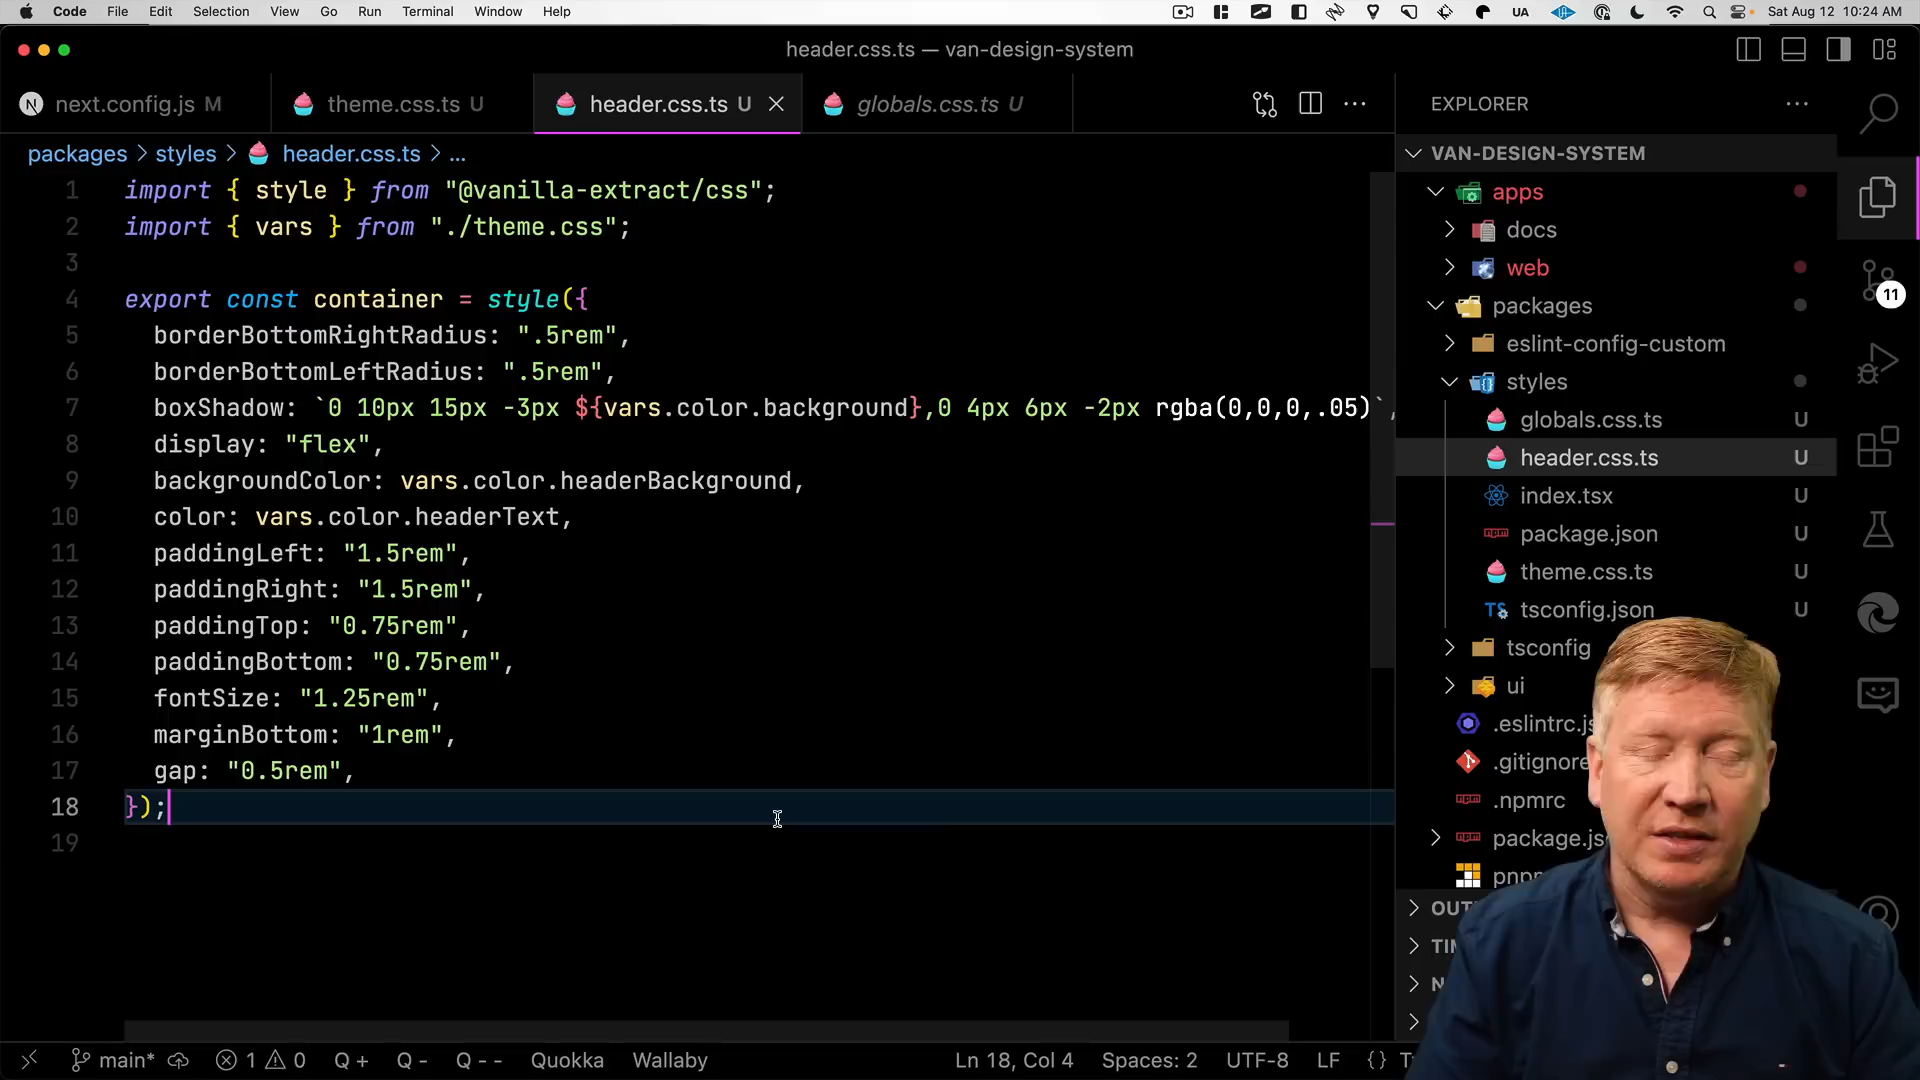 Code File Edit Selection View Go Run Terminal Window Help UA Sat Aug 12 10:24 AM
header.css.ts — van-design-system
next.config.js M theme.css.ts U header.css.ts U globals.css.ts U
packages > styles > header.css.ts > ...
1 import { style } from "@vanilla-extract/css";
2 import { vars } from "./theme.css";
3
4 export const container = style({
5 borderBottomRightRadius: ".5rem",
6 borderBottomLeftRadius: ".5rem",
7 boxShadow: `0 10px 15px -3px ${vars.color.background},0 4px 6px -2px rgba(0,0,0,.05)`,
8 display: "flex",
9 backgroundColor: vars.color.headerBackground,
10 color: vars.color.headerText,
11 paddingLeft: "1.5rem",
12 paddingRight: "1.5rem",
13 paddingTop: "0.75rem",
14 paddingBottom: "0.75rem",
15 fontSize: "1.25rem",
16 marginBottom: "1rem",
17 gap: "0.5rem",
18 });
19
EXPLORER
VAN-DESIGN-SYSTEM
apps
docs
web
packages
eslint-config-custom
styles
globals.css.ts U
header.css.ts U
index.tsx U
package.json U
theme.css.ts U
tsconfig.json U
tsconfig
ui
.eslintrc.js
.gitignore
.npmrc
package.js
pnp
OUT
TI
N
11
main* 1 0 Q + Q - Q -- Quokka Wallaby Ln 18, Col 4 Spaces: 2 UTF-8 LF {} T